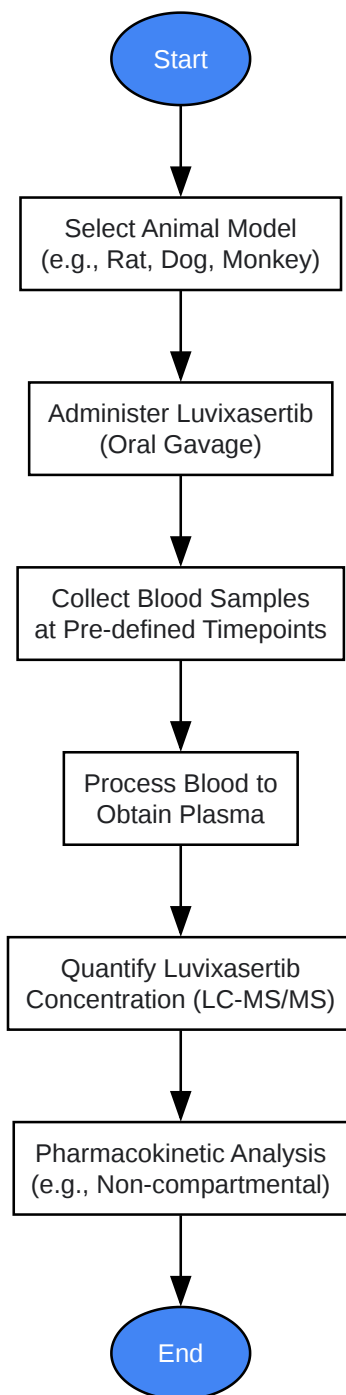 Start
Select Animal Model
(e.g., Rat, Dog, Monkey)
Administer Luvixasertib
(Oral Gavage)
Collect Blood Samples
at Pre-defined Timepoints
Process Blood to
Obtain Plasma
Quantify Luvixasertib
Concentration (LC-MS/MS)
Pharmacokinetic Analysis
(e.g., Non-compartmental)
End